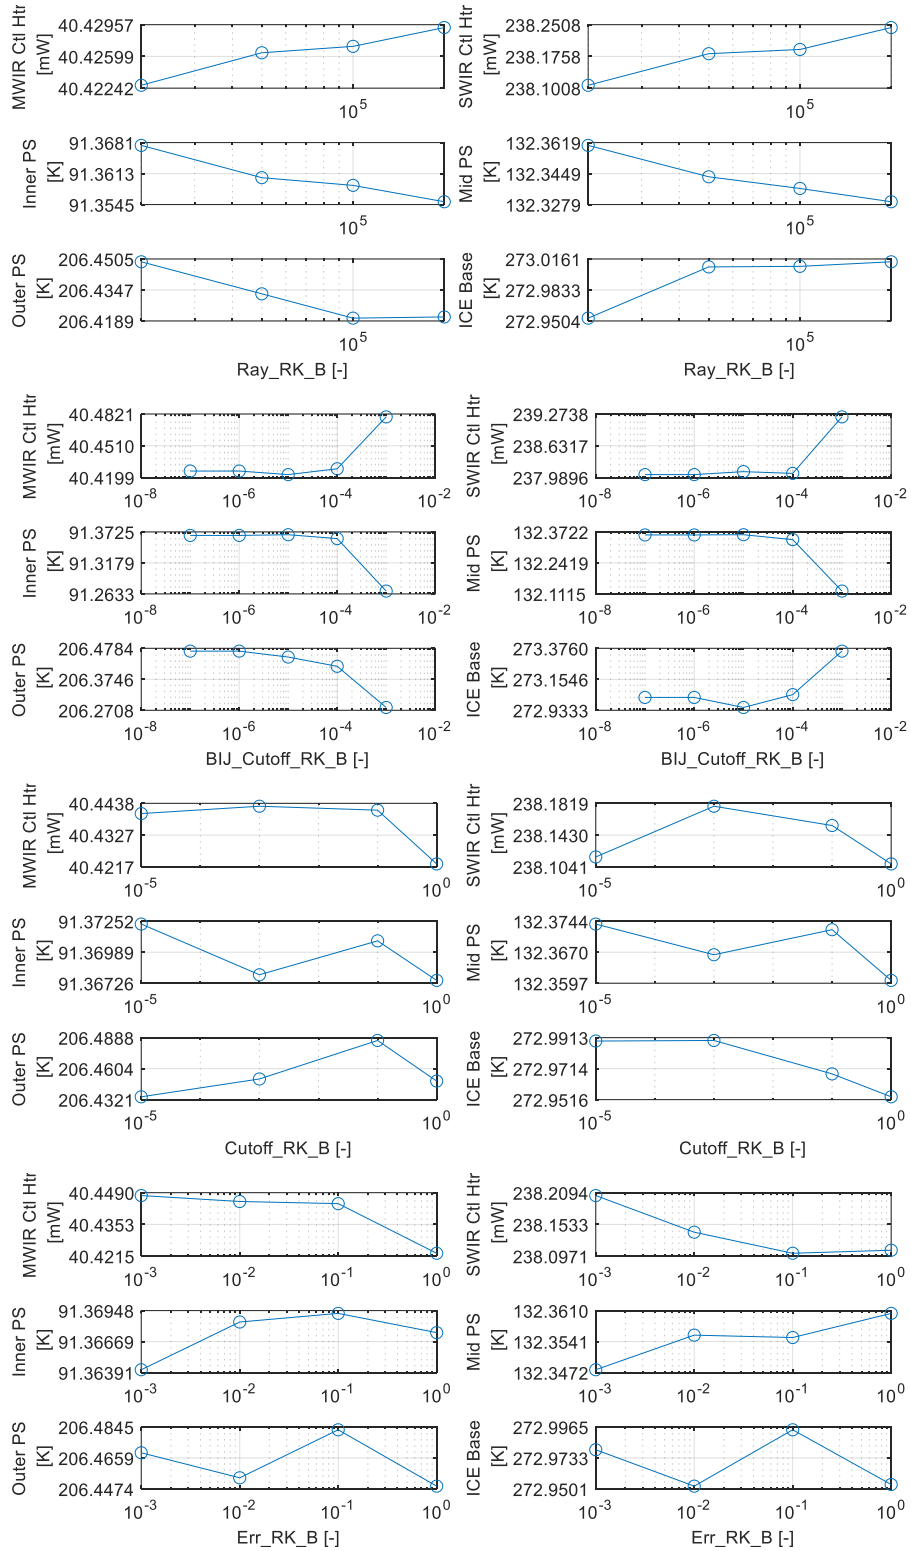 MWIR Ctl Htr
[mW]
40.42957
40.42599
40.42242
10^5
SWIR Ctl Htr
[mW]
238.2508
238.1758
238.1008
10^5
Inner PS
[K]
91.3681
91.3613
91.3545
10^5
Mid PS
[K]
132.3619
132.3449
132.3279
10^5
Outer PS
[K]
206.4505
206.4347
206.4189
10^5
Ray_RK_B [-]
ICE Base
[K]
273.0161
272.9833
272.9504
10^5
Ray_RK_B [-]
MWIR Ctl Htr
[mW]
40.4821
40.4510
40.4199
10^-8 10^-6 10^-4 10^-2
SWIR Ctl Htr
[mW]
239.2738
238.6317
237.9896
10^-8 10^-6 10^-4 10^-2
Inner PS
[K]
91.3725
91.3179
91.2633
10^-8 10^-6 10^-4 10^-2
Mid PS
[K]
132.3722
132.2419
132.1115
10^-8 10^-6 10^-4 10^-2
Outer PS
[K]
206.4784
206.3746
206.2708
10^-8 10^-6 10^-4 10^-2
BIJ_Cutoff_RK_B [-]
ICE Base
[K]
273.3760
273.1546
272.9333
10^-8 10^-6 10^-4 10^-2
BIJ_Cutoff_RK_B [-]
MWIR Ctl Htr
[mW]
40.4438
40.4327
40.4217
10^-5 10^0
SWIR Ctl Htr
[mW]
238.1819
238.1430
238.1041
10^-5 10^0
Inner PS
[K]
91.37252
91.36989
91.36726
10^-5 10^0
Mid PS
[K]
132.3744
132.3670
132.3597
10^-5 10^0
Outer PS
[K]
206.4888
206.4604
206.4321
10^-5 10^0
Cutoff_RK_B [-]
ICE Base
[K]
272.9913
272.9714
272.9516
10^-5 10^0
Cutoff_RK_B [-]
MWIR Ctl Htr
[mW]
40.4490
40.4353
40.4215
10^-3 10^-2 10^-1 10^0
SWIR Ctl Htr
[mW]
238.2094
238.1533
238.0971
10^-3 10^-2 10^-1 10^0
Inner PS
[K]
91.36948
91.36669
91.36391
10^-3 10^-2 10^-1 10^0
Mid PS
[K]
132.3610
132.3541
132.3472
10^-3 10^-2 10^-1 10^0
Outer PS
[K]
206.4845
206.4659
206.4474
10^-3 10^-2 10^-1 10^0
Err_RK_B [-]
ICE Base
[K]
272.9965
272.9733
272.9501
10^-3 10^-2 10^-1 10^0
Err_RK_B [-]